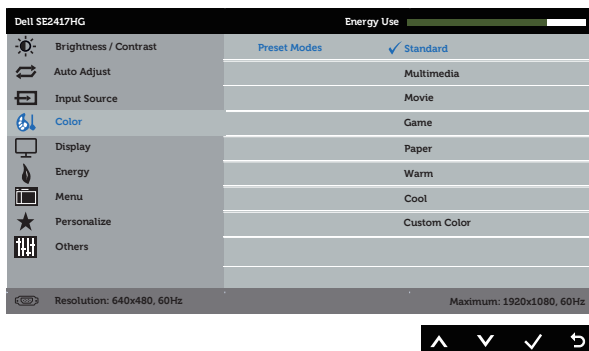 Dell SE2417HG Energy Use
Brightness / Contrast Preset Modes Standard
Auto Adjust Multimedia
Input Source Movie
Color Game
Display Paper
Energy Warm
Menu Cool
Personalize Custom Color
Others
Resolution: 640x480, 60Hz Maximum: 1920x1080, 60Hz